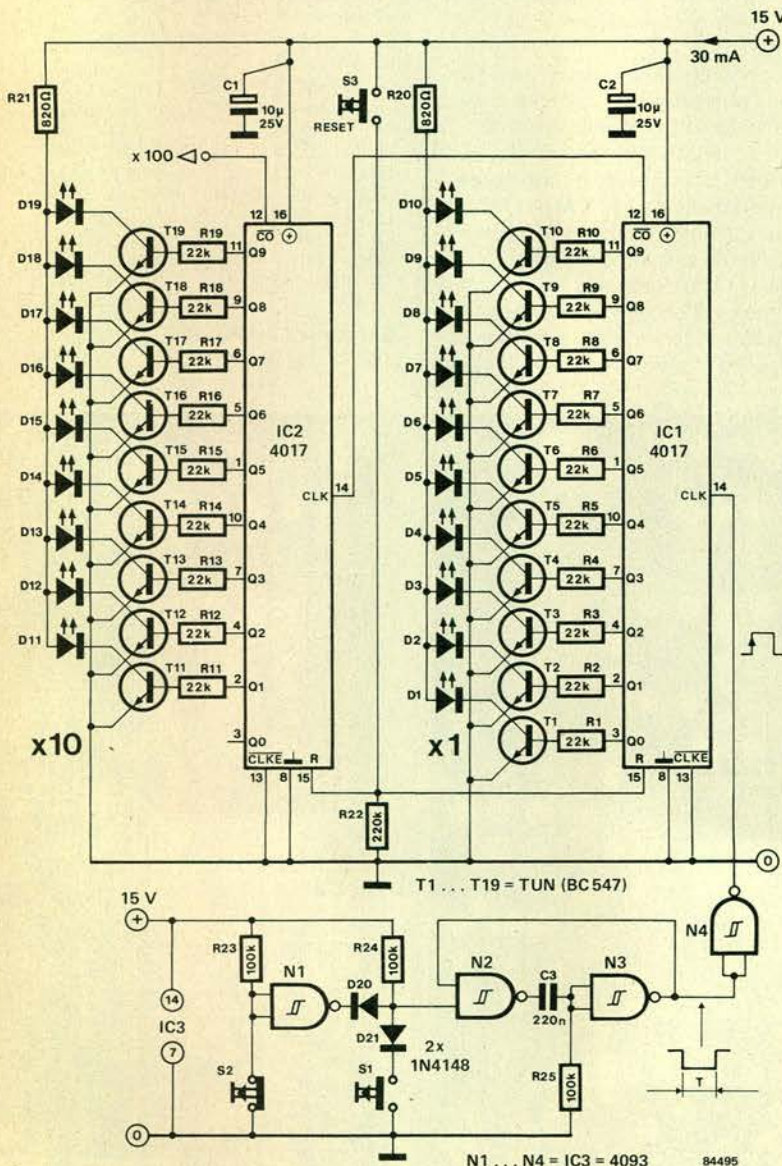 15 V
+
30 mA
R21
820Ω
C1
10µ
25V
S3
RESET
R20
820Ω
C2
10µ
25V
x 100
12
16
CO
+
12
16
CO
+
D19
T19
R19
22k
11
Q9
D18
T18
R18
22k
9
Q8
D17
T17
R17
22k
6
Q7
D16
T16
R16
22k
5
Q6
D15
T15
R15
22k
1
Q5
D14
T14
R14
22k
10
Q4
D13
T13
R13
22k
7
Q3
D12
T12
R12
22k
4
Q2
D11
T11
R11
22k
2
Q1
3
Q0
IC2
4017
CLK
14
CLKE
13
8
R
15
x10
D10
T10
R10
22k
11
Q9
D9
T9
R9
22k
9
Q8
D8
T8
R8
22k
6
Q7
D7
T7
R7
22k
5
Q6
D6
T6
R6
22k
1
Q5
D5
T5
R5
22k
10
Q4
D4
T4
R4
22k
7
Q3
D3
T3
R3
22k
4
Q2
D2
T2
R2
22k
2
Q1
D1
T1
R1
22k
3
Q0
IC1
4017
CLK
14
R
15
8
CLKE
13
x1
R22
220k
0
T1 ... T19 = TUN (BC547)
15 V
+
14
IC3
7
0
R23
100k
N1
S2
D20
R24
100k
D21
2x
1N4148
S1
N2
C3
220n
N3
R25
100k
N4
T
N1 ... N4 = IC3 = 4093
84495